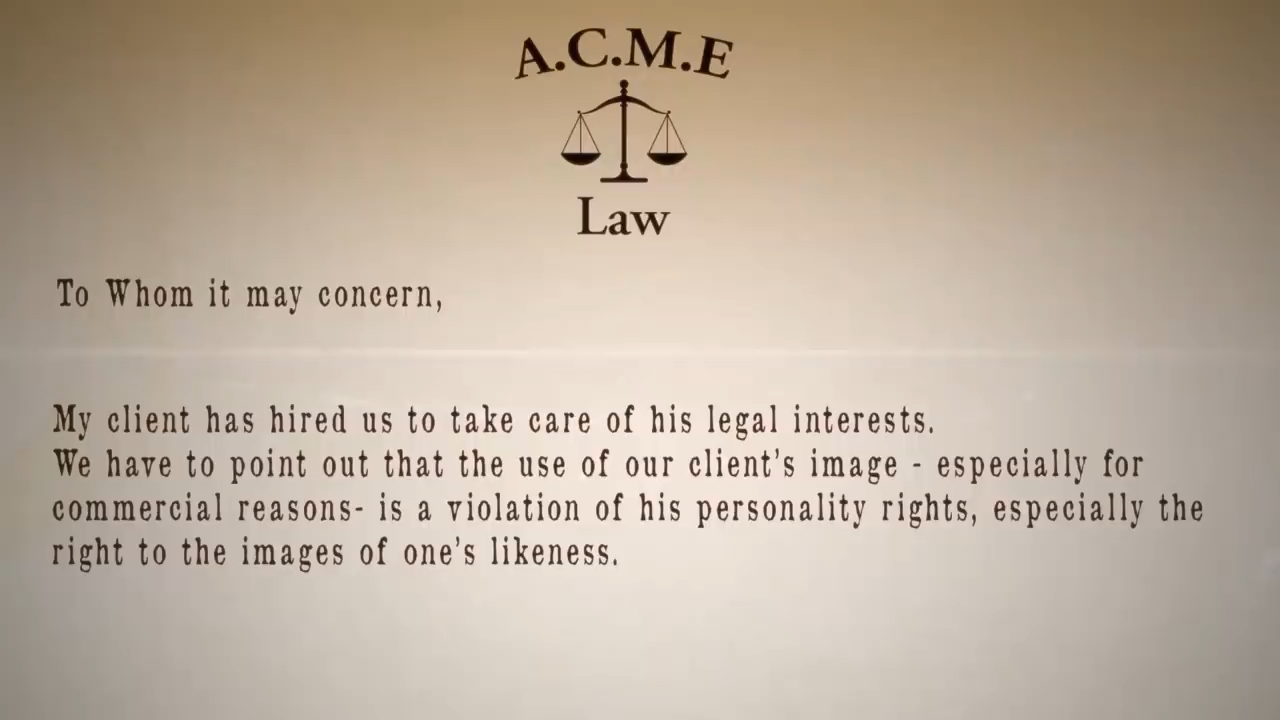 A.C.M.E
Law
To Whom it may concern,
My client has hired us to take care of his legal interests.
We have to point out that the use of our client's image - especially for
commercial reasons- is a violation of his personality rights, especially the
right to the images of one's likeness.